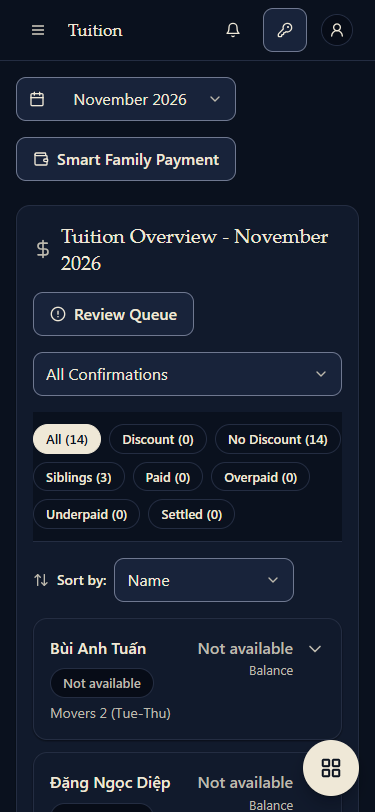 Tuition
November 2026
Smart Family Payment
Tuition Overview - November
2026
Review Queue
All Confirmations
All (14)
Discount (0)
No Discount (14)
Siblings (3)
Paid (0)
Overpaid (0)
Underpaid (0)
Settled (0)
Sort by:
Name
Bùi Anh Tuấn
Not available
Balance
Not available
Movers 2 (Tue-Thu)
Đặng Ngọc Diệp
Not available
Balance